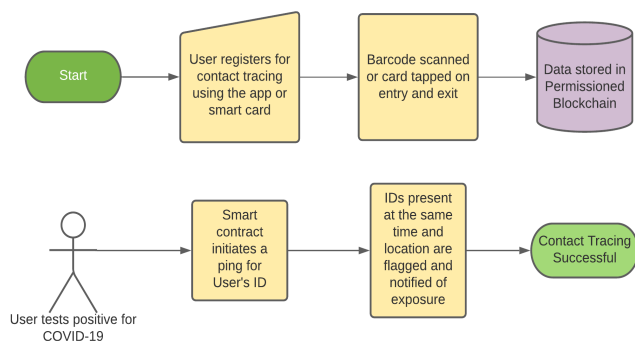 Start
User registers for
contact tracing
using the app or
smart card
Barcode scanned
or card tapped on
entry and exit
Data stored in
Permissioned
Blockchain
User tests positive for
COVID-19
Smart
contract
initiates a
ping for
User's ID
IDs present
at the same
time and
location are
flagged and
notified of
exposure
Contact Tracing
Successful